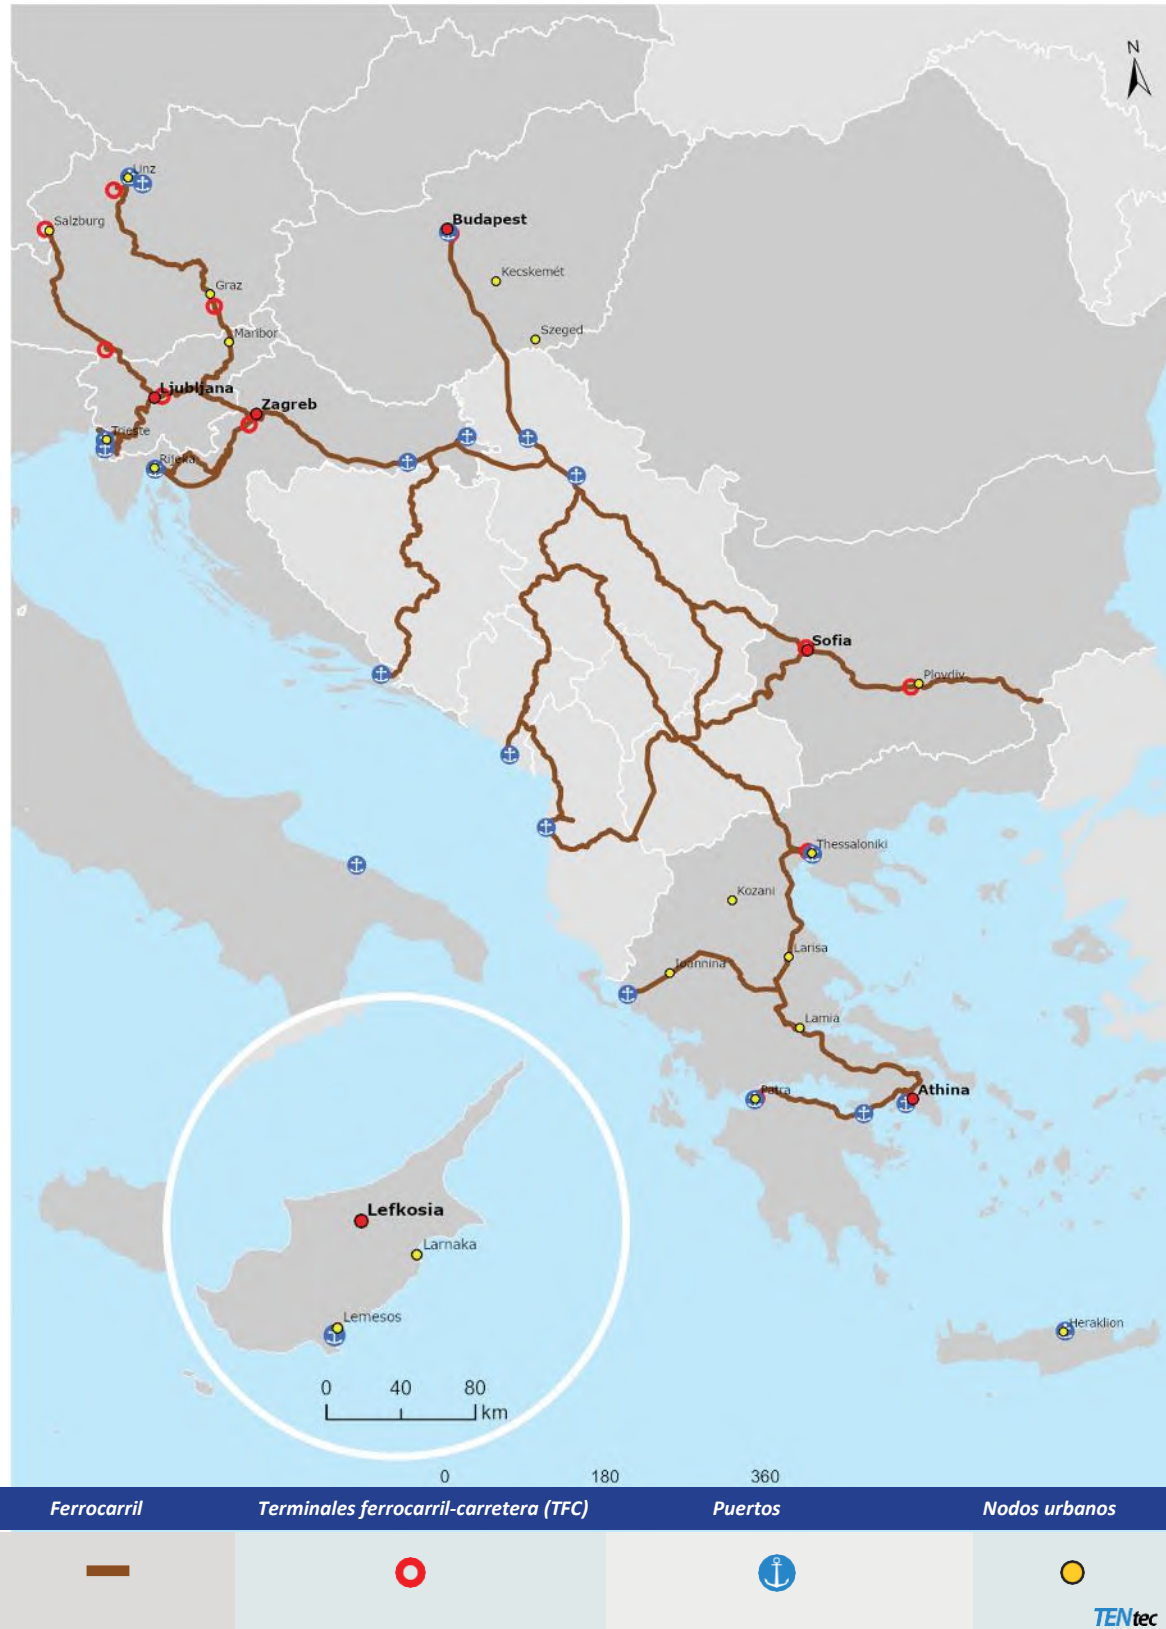 N
Linz
Salzburg
Budapest
Kecskemét
Graz
Szeged
Maribor
Ljubljana
Zagreb
Trieste
Rijeka
Sofia
Plovdiv
Thessaloniki
Kozani
Larisa
Ioannina
Lamia
Patra
Athina
Lefkosia
Larnaka
Lemesos
Heraklion
0 40 80
km
0 180 360
Ferrocarril Terminales ferrocarril-carretera (TFC) Puertos Nodos urbanos
TENtec